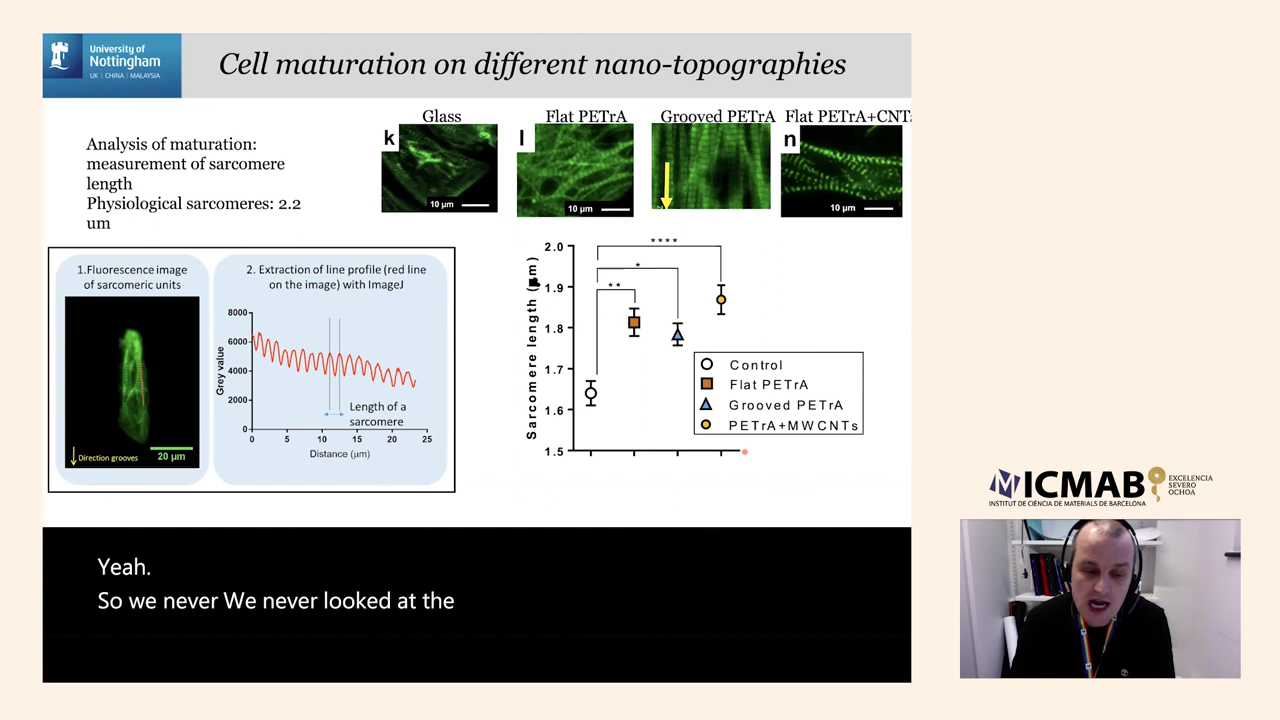 University of
Nottingham
UK | CHINA | MALAYSIA
Cell maturation on different nano-topographies
Analysis of maturation:
measurement of sarcomere
length
Physiological sarcomeres: 2.2
um
Glass
Flat PETrA
Grooved PETrA
Flat PETrA+CNTs
k
l
n
10 µm
10 µm
10 µm
1.Fluorescence image
of sarcomeric units
Direction grooves
20 µm
2. Extraction of line profile (red line
on the image) with ImageJ
Grey value
8000
6000
4000
2000
0
0
5
10
15
20
25
Distance (µm)
Length of a
sarcomere
Sarcomere length (µm)
2.0
1.9
1.8
1.7
1.6
1.5
****
*
**
Control
Flat PETrA
Grooved PETrA
PETrA+MWCNTs
Yeah.
So we never We never looked at the
ICMAB
INSTITUT DE CIÈNCIA DE MATERIALS DE BARCELONA
EXCELENCIA
SEVERO
OCHOA